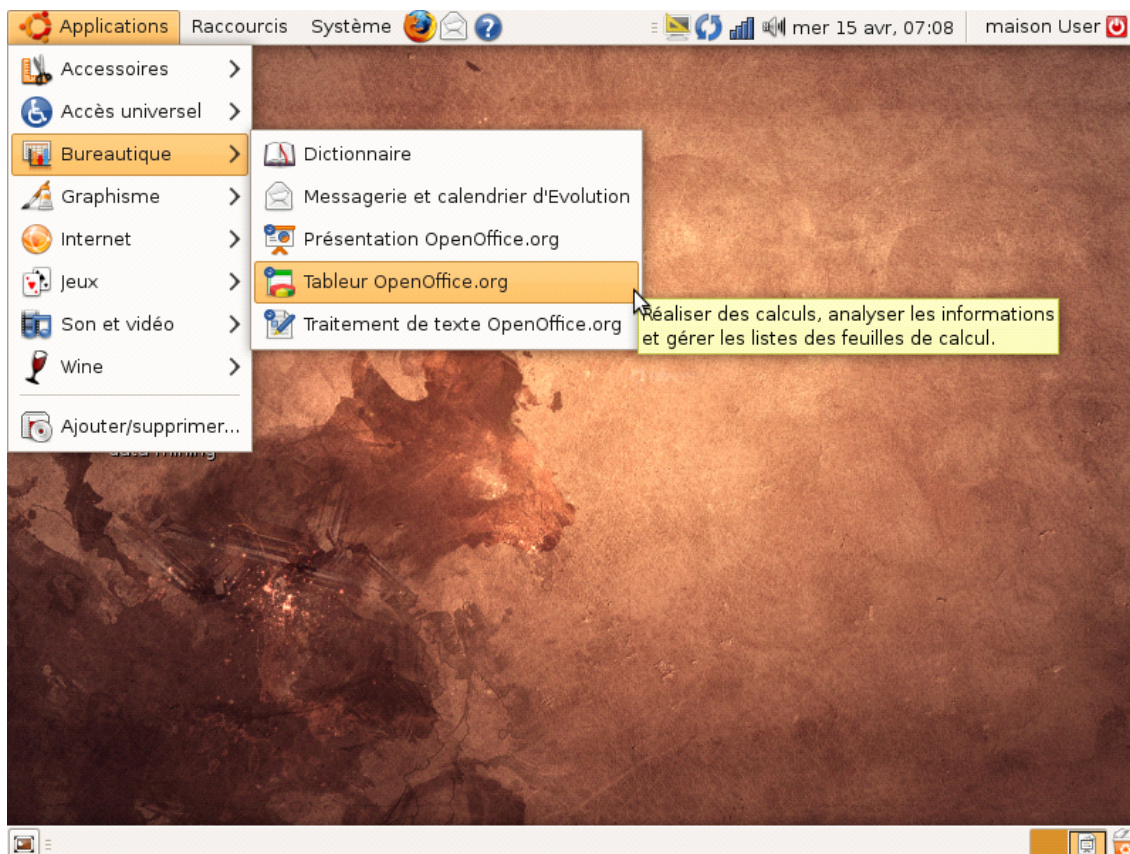 Applications Raccourcis Système mer 15 avr, 07:08 maison User
Accessoires
Accès universel
Bureautique
Graphisme
Internet
Jeux
Son et vidéo
Wine
Ajouter/supprimer...
Dictionnaire
Messagerie et calendrier d'Evolution
Présentation OpenOffice.org
Tableur OpenOffice.org
Traitement de texte OpenOffice.org
Réaliser des calculs, analyser les informations
et gérer les listes des feuilles de calcul.
data mining